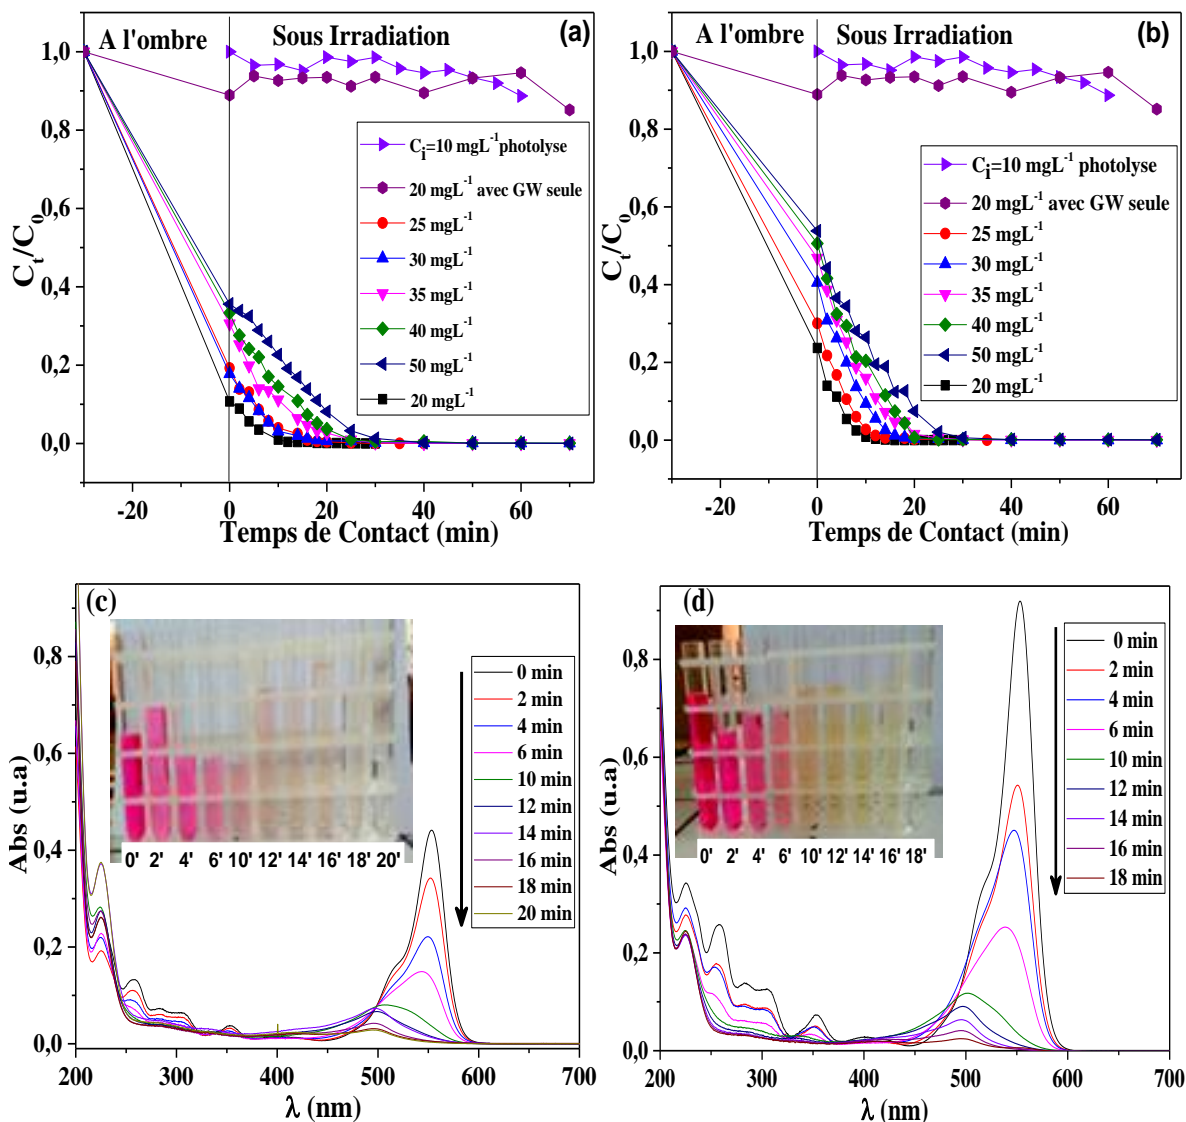 A l'ombre
Sous Irradiation
(a)
1,0
0,8
0,6
0,4
0,2
0,0
C_t/C_0
C_i=10 mgL^-1 photolyse
20 mgL^-1 avec GW seule
25 mgL^-1
30 mgL^-1
35 mgL^-1
40 mgL^-1
50 mgL^-1
20 mgL^-1
-20 0 20 40 60
Temps de Contact (min)
A l'ombre
Sous Irradiation
(b)
1,0
0,8
0,6
0,4
0,2
0,0
C_t/C_0
C_i=10 mgL^-1 photolyse
20 mgL^-1 avec GW seule
25 mgL^-1
30 mgL^-1
35 mgL^-1
40 mgL^-1
50 mgL^-1
20 mgL^-1
-20 0 20 40 60
Temps de Contact (min)
(c)
0,8
0,6
0,4
0,2
0,0
Abs (u.a)
0' 2' 4' 6' 10' 12' 14' 16' 18' 20'
0 min
2 min
4 min
6 min
10 min
12 min
14 min
16 min
18 min
20 min
200 300 400 500 600 700
λ (nm)
(d)
0,8
0,6
0,4
0,2
0,0
Abs (u.a)
0' 2' 4' 6' 10' 12' 14' 16' 18'
0 min
2 min
4 min
6 min
10 min
12 min
14 min
16 min
18 min
200 300 400 500 600 700
λ (nm)